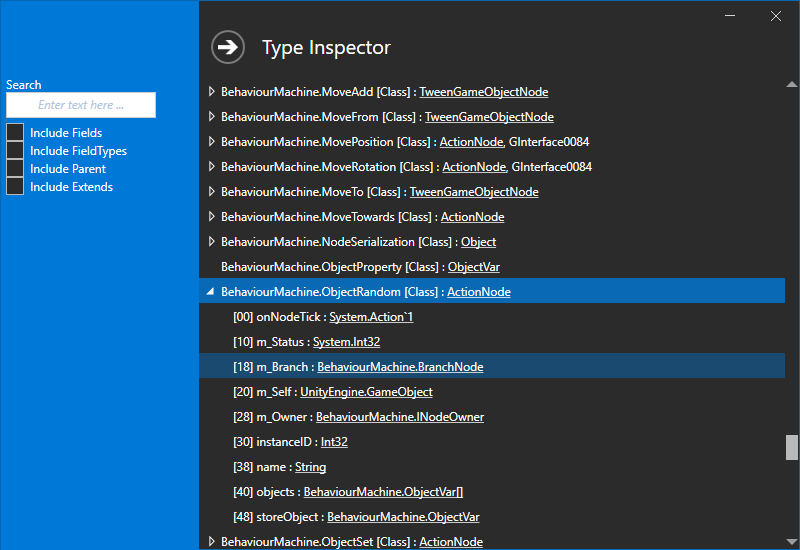 Type Inspector
Search
Enter text here ...
Include Fields
Include FieldTypes
Include Parent
Include Extends
BehaviourMachine.MoveAdd [Class] : TweenGameObjectNode
BehaviourMachine.MoveFrom [Class] : TweenGameObjectNode
BehaviourMachine.MovePosition [Class] : ActionNode, GInterface0084
BehaviourMachine.MoveRotation [Class] : ActionNode, GInterface0084
BehaviourMachine.MoveTo [Class] : TweenGameObjectNode
BehaviourMachine.MoveTowards [Class] : ActionNode
BehaviourMachine.NodeSerialization [Class] : Object
BehaviourMachine.ObjectProperty [Class] : ObjectVar
BehaviourMachine.ObjectRandom [Class] : ActionNode
[00] onNodeTick : System.Action`1
[10] m_Status : System.Int32
[18] m_Branch : BehaviourMachine.BranchNode
[20] m_Self : UnityEngine.GameObject
[28] m_Owner : BehaviourMachine.INodeOwner
[30] instanceID : Int32
[38] name : String
[40] objects : BehaviourMachine.ObjectVar[]
[48] storeObject : BehaviourMachine.ObjectVar
BehaviourMachine.ObjectSet [Class] : ActionNode